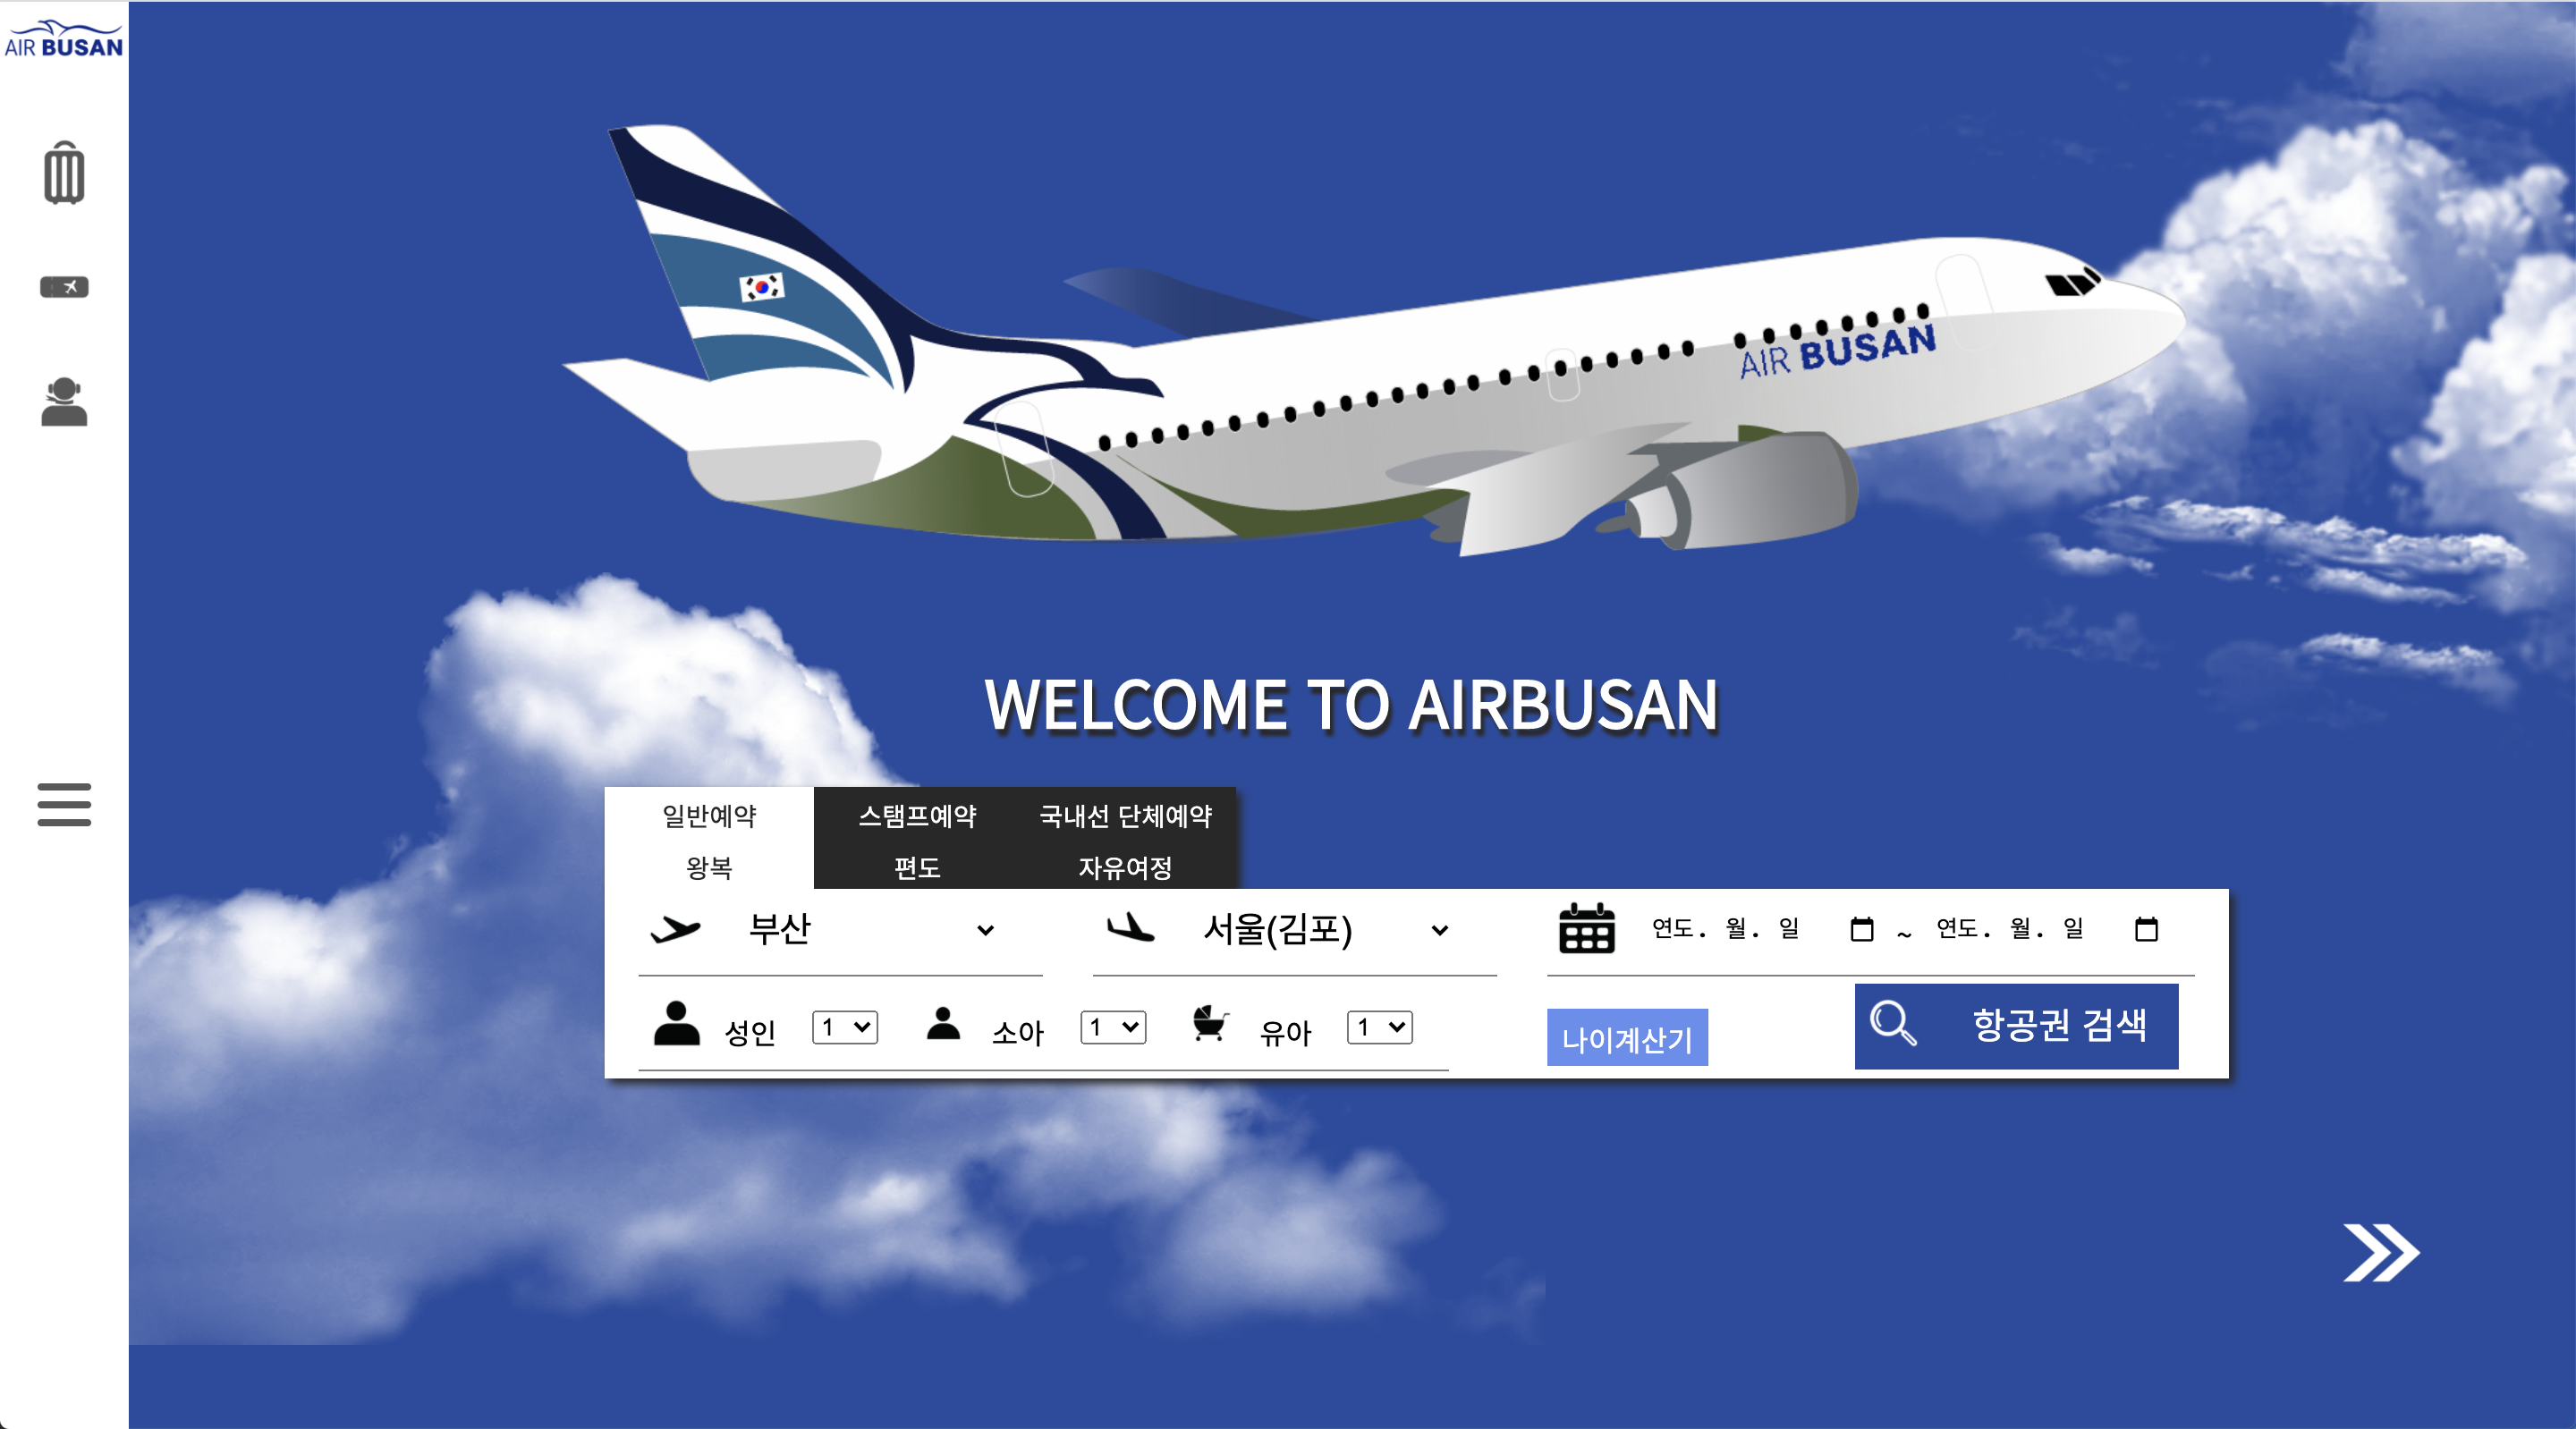 AIR BUSAN
AIR BUSAN
WELCOME TO AIRBUSAN
일반예약 스탬프예약 국내선 단체예약
왕복 편도 자유여정
부산 서울(김포) 연도. 월. 일 ~ 연도. 월. 일
성인 1 소아 1 유아 1 나이계산기 항공권 검색